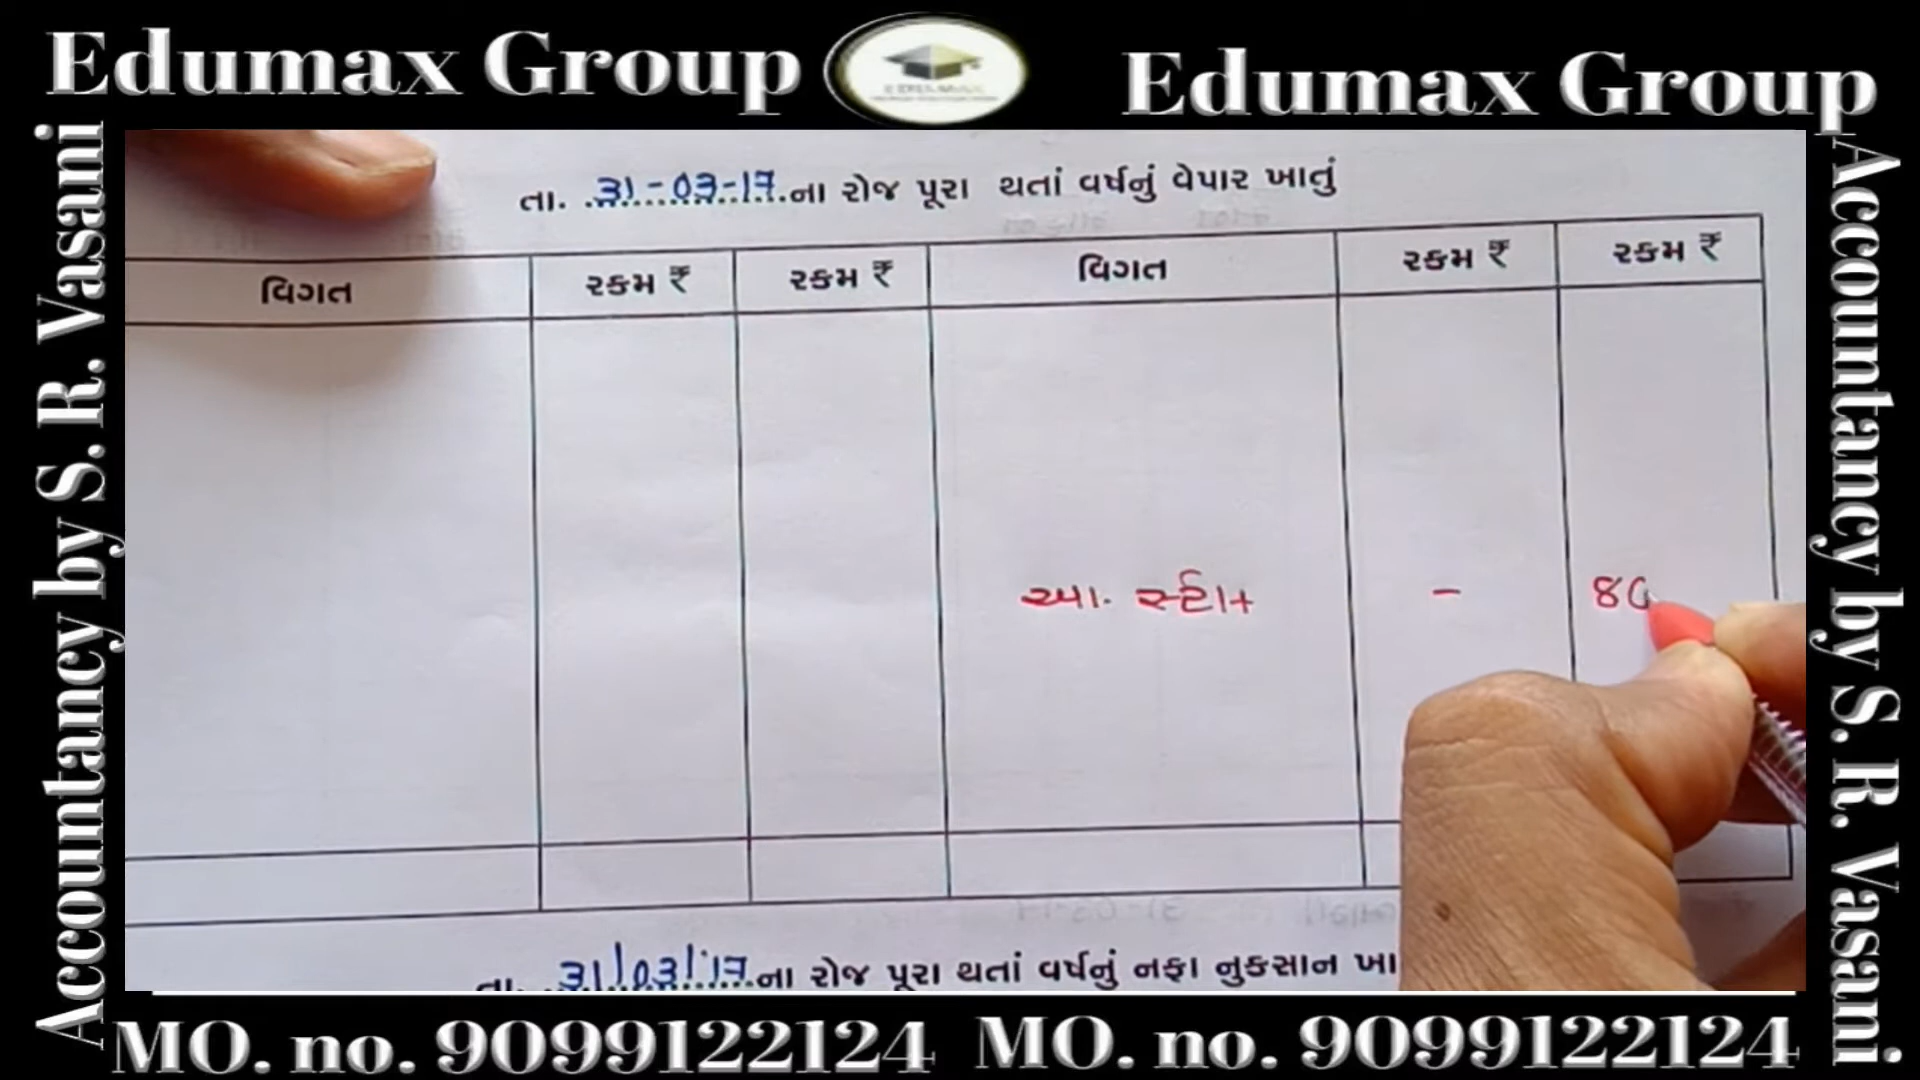 Edumax Group
Edumax Group
Accountancy by S. R. Vasani
Accountancy by S. R. Vasani
તા. ૩૧-૦૩-૧૭ ના રોજ પૂરા થતાં વર્ષનું વેપાર ખાતું
વિગત રકમ ₹ રકમ ₹ વિગત રકમ ₹ રકમ ₹
આ. સ્ટોક -
તા. ૩૧/૦૩/'૧૭ ના રોજ પૂરા થતાં વર્ષનું નફા નુકસાન ખા
MO. no. 9099122124 MO. no. 9099122124